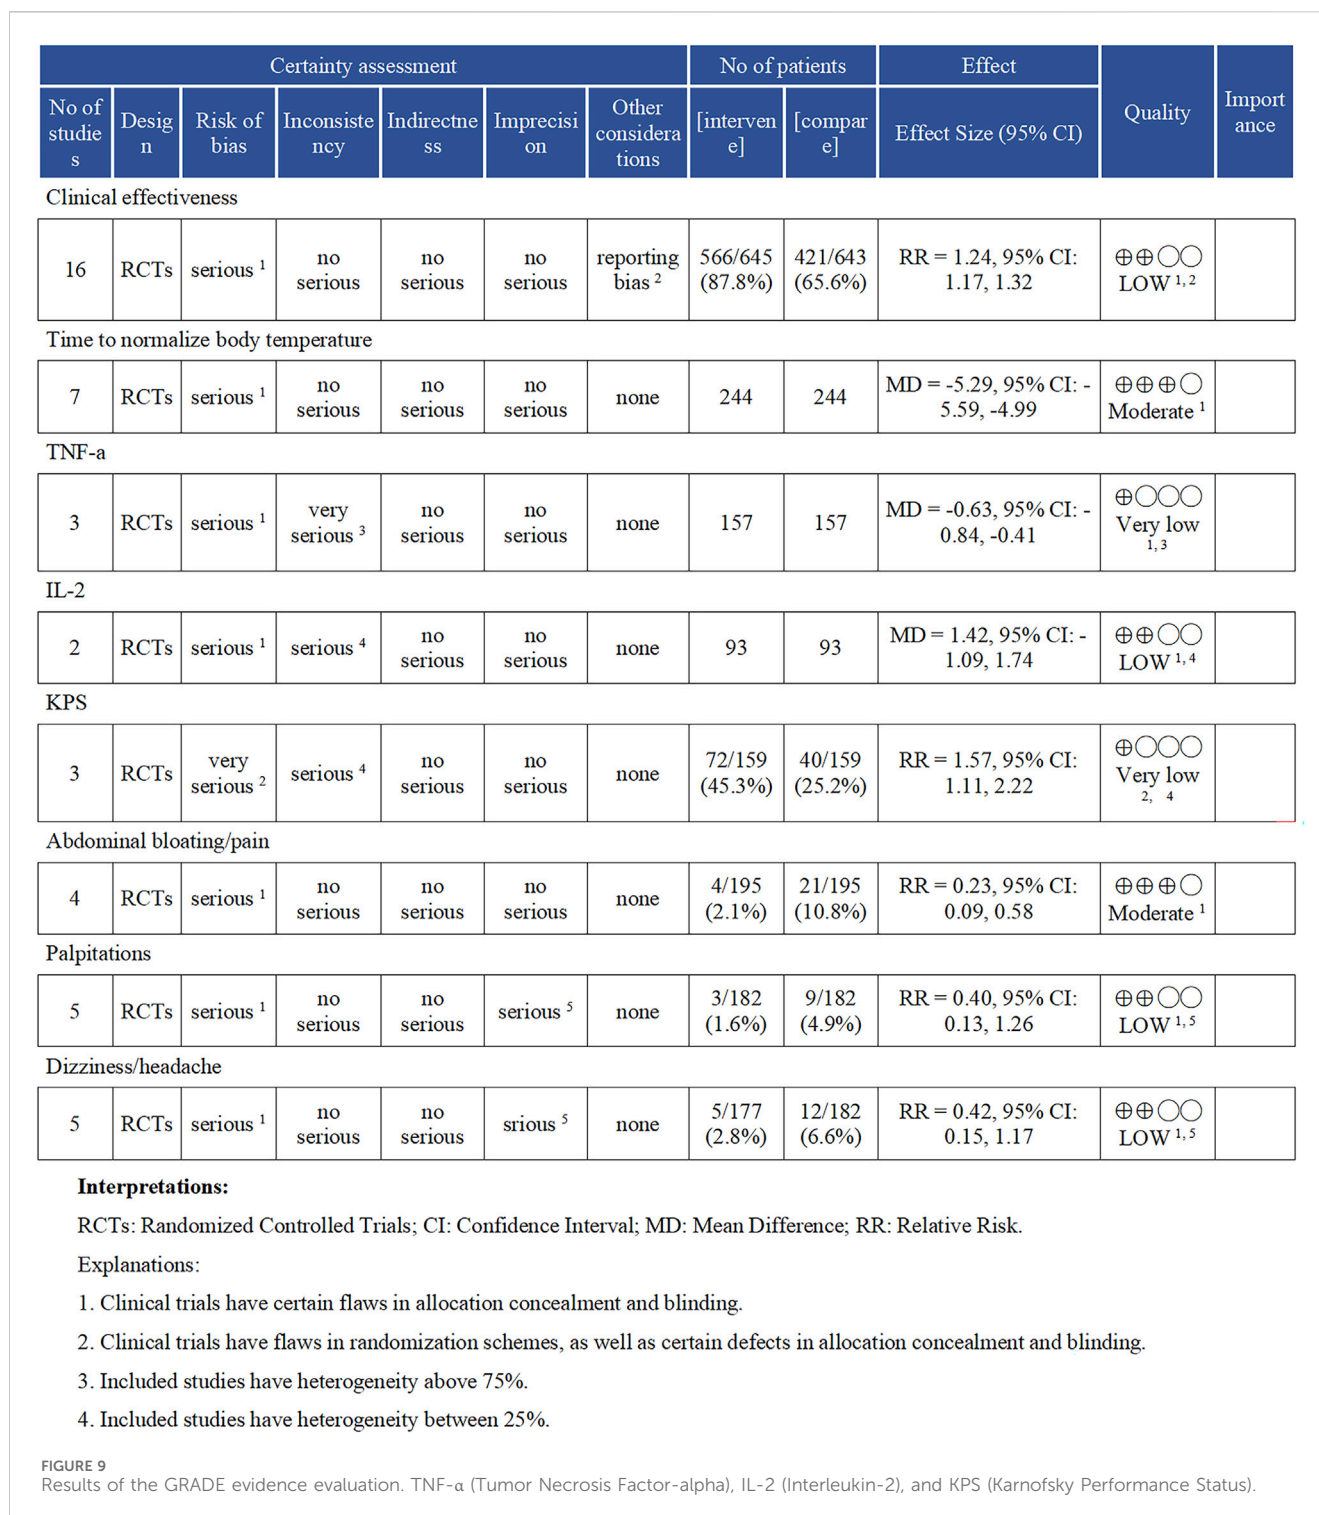 Certainty assessment No of patients Effect Quality Import
ance
No of
studie
s Desig
n Risk of
bias Inconsiste
ncy Indirectne
ss Imprecisi
on Other
considera
tions [interven
e] [compar
e] Effect Size (95% CI)
Clinical effectiveness
16 RCTs serious 1 no
serious no
serious no
serious reporting
bias 2 566/645
(87.8%) 421/643
(65.6%) RR = 1.24, 95% CI:
1.17, 1.32 ⊕⊕◯◯
LOW 1, 2
Time to normalize body temperature
7 RCTs serious 1 no
serious no
serious no
serious none 244 244 MD = -5.29, 95% CI: -
5.59, -4.99 ⊕⊕⊕◯
Moderate 1
TNF-a
3 RCTs serious 1 very
serious 3 no
serious no
serious none 157 157 MD = -0.63, 95% CI: -
0.84, -0.41 ⊕◯◯◯
Very low
1, 3
IL-2
2 RCTs serious 1 serious 4 no
serious no
serious none 93 93 MD = 1.42, 95% CI: -
1.09, 1.74 ⊕⊕◯◯
LOW 1, 4
KPS
3 RCTs very
serious 2 serious 4 no
serious no
serious none 72/159
(45.3%) 40/159
(25.2%) RR = 1.57, 95% CI:
1.11, 2.22 ⊕◯◯◯
Very low
2, 4
Abdominal bloating/pain
4 RCTs serious 1 no
serious no
serious no
serious none 4/195
(2.1%) 21/195
(10.8%) RR = 0.23, 95% CI:
0.09, 0.58 ⊕⊕⊕◯
Moderate 1
Palpitations
5 RCTs serious 1 no
serious no
serious serious 5 none 3/182
(1.6%) 9/182
(4.9%) RR = 0.40, 95% CI:
0.13, 1.26 ⊕⊕◯◯
LOW 1, 5
Dizziness/headache
5 RCTs serious 1 no
serious no
serious srious 5 none 5/177
(2.8%) 12/182
(6.6%) RR = 0.42, 95% CI:
0.15, 1.17 ⊕⊕◯◯
LOW 1, 5
Interpretations:
RCTs: Randomized Controlled Trials; CI: Confidence Interval; MD: Mean Difference; RR: Relative Risk.
Explanations:
1. Clinical trials have certain flaws in allocation concealment and blinding.
2. Clinical trials have flaws in randomization schemes, as well as certain defects in allocation concealment and blinding.
3. Included studies have heterogeneity above 75%.
4. Included studies have heterogeneity between 25%.
FIGURE 9
Results of the GRADE evidence evaluation. TNF-α (Tumor Necrosis Factor-alpha), IL-2 (Interleukin-2), and KPS (Karnofsky Performance Status).